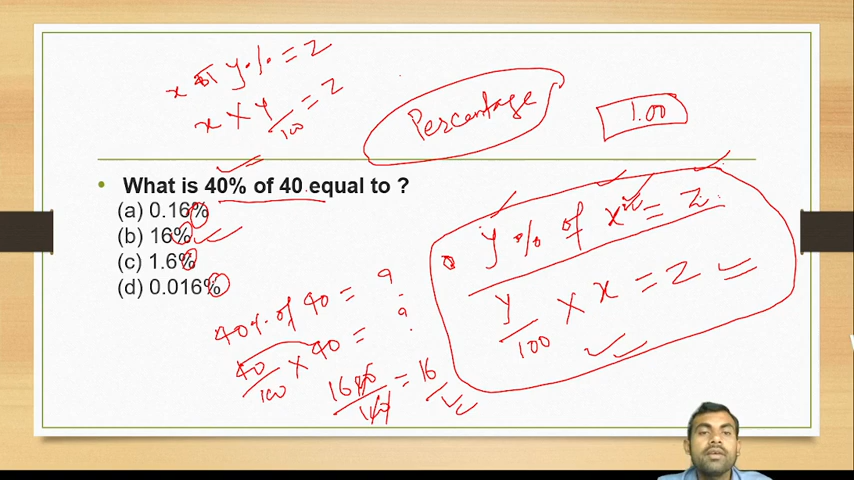 x of y% = z
x × y/100 = z
Percentage
1.00
What is 40% of 40 equal to ?
(a) 0.16%
(b) 16%
(c) 1.6%
(d) 0.016%
y% of x = z
y/100 × x = z
40% of 40 = ?
40/100 × 40 = ?
1600/100 = 16